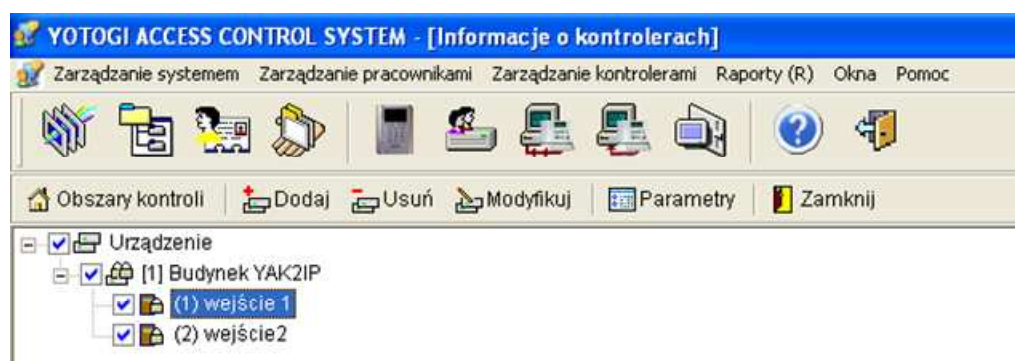 YOTOGI ACCESS CONTROL SYSTEM - [Informacje o kontrolerach]
Zarządzanie systemem Zarządzanie pracownikami Zarządzanie kontrolerami Raporty (R) Okna Pomoc
Obszary kontroli Dodaj Usuń Modyfikuj Parametry Zamknij
Urządzenie
[1] Budynek YAK2IP
(1) wejście 1
(2) wejście2